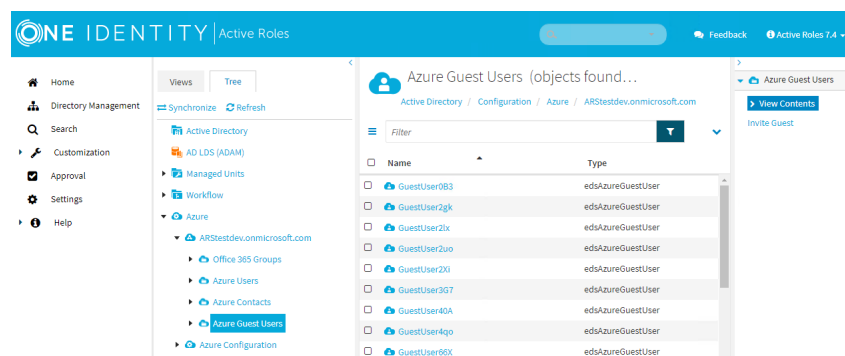 ONE IDENTITY Active Roles
Feedback
Active Roles 7.4
Home
Directory Management
Search
Customization
Approval
Settings
Help
Views
Tree
Synchronize
Refresh
Active Directory
AD LDS (ADAM)
Managed Units
Workflow
Azure
ARStestdev.onmicrosoft.com
Office 365 Groups
Azure Users
Azure Contacts
Azure Guest Users
Azure Configuration
Azure Guest Users (objects found...
Active Directory / Configuration / Azure / ARStestdev.onmicrosoft.com
Filter
Name Type
GuestUser0B3 edsAzureGuestUser
GuestUser2gk edsAzureGuestUser
GuestUser2lx edsAzureGuestUser
GuestUser2uo edsAzureGuestUser
GuestUser2Xi edsAzureGuestUser
GuestUser3G7 edsAzureGuestUser
GuestUser40A edsAzureGuestUser
GuestUser4qo edsAzureGuestUser
GuestUser66X edsAzureGuestUser
Azure Guest Users
View Contents
Invite Guest